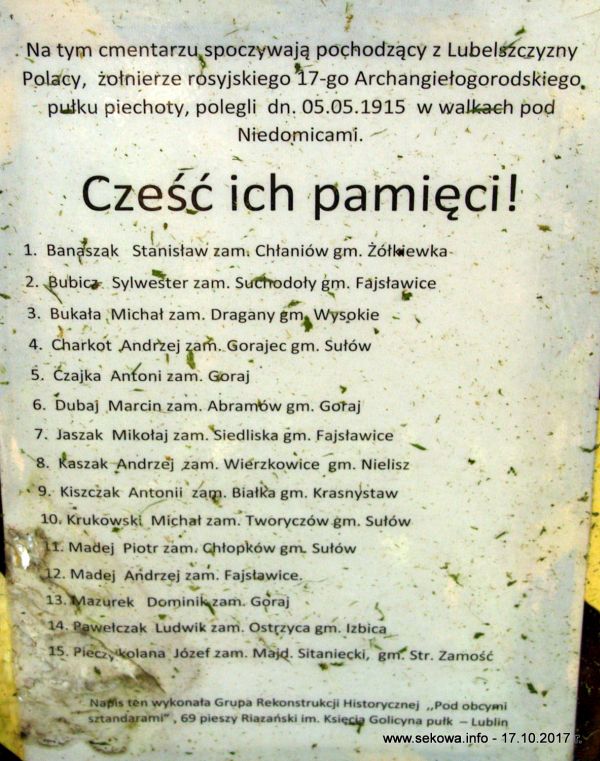 Na tym cmentarzu spoczywają pochodzący z Lubelszczyzny
Polacy, żołnierze rosyjskiego 17-go Archangiełogorodskiego
pułku piechoty, polegli dn. 05.05.1915 w walkach pod
Niedomicami.
Cześć ich pamięci!
1. Banaszak Stanisław zam. Chłaniów gm. Żółkiewka
2. Bubicz Sylwester zam. Suchodoły gm. Fajsławice
3. Bukała Michał zam. Dragany gm. Wysokie
4. Charkot Andrzej zam. Gorajec gm. Sułów
5. Czajka Antoni zam. Goraj
6. Dubaj Marcin zam. Abramów gm. Goraj
7. Jaszak Mikołaj zam. Siedliska gm. Fajsławice
8. Kaszak Andrzej zam. Wierzkowice gm. Nielisz
9. Kiszczak Antonii zam. Białka gm. Krasnystaw
10. Krukowski Michał zam. Tworyczów gm. Sułów
11. Madej Piotr zam. Chłopków gm. Sułów
12. Madej Andrzej zam. Fajsławice.
13. Mazurek Dominik zam. Goraj
14. Pawełczak Ludwik zam. Ostrzyca gm. Izbica
15. Pieczykolana Józef zam. Majd. Sitaniecki, gm. Str. Zamość
Napis ten wykonała Grupa Rekonstrukcji Historycznej ,,Pod obcymi
sztandarami" , 69 pieszy Riazański im. Księcia Golicyna pułk – Lublin
www.sekowa.info - 17.10.2017 r.